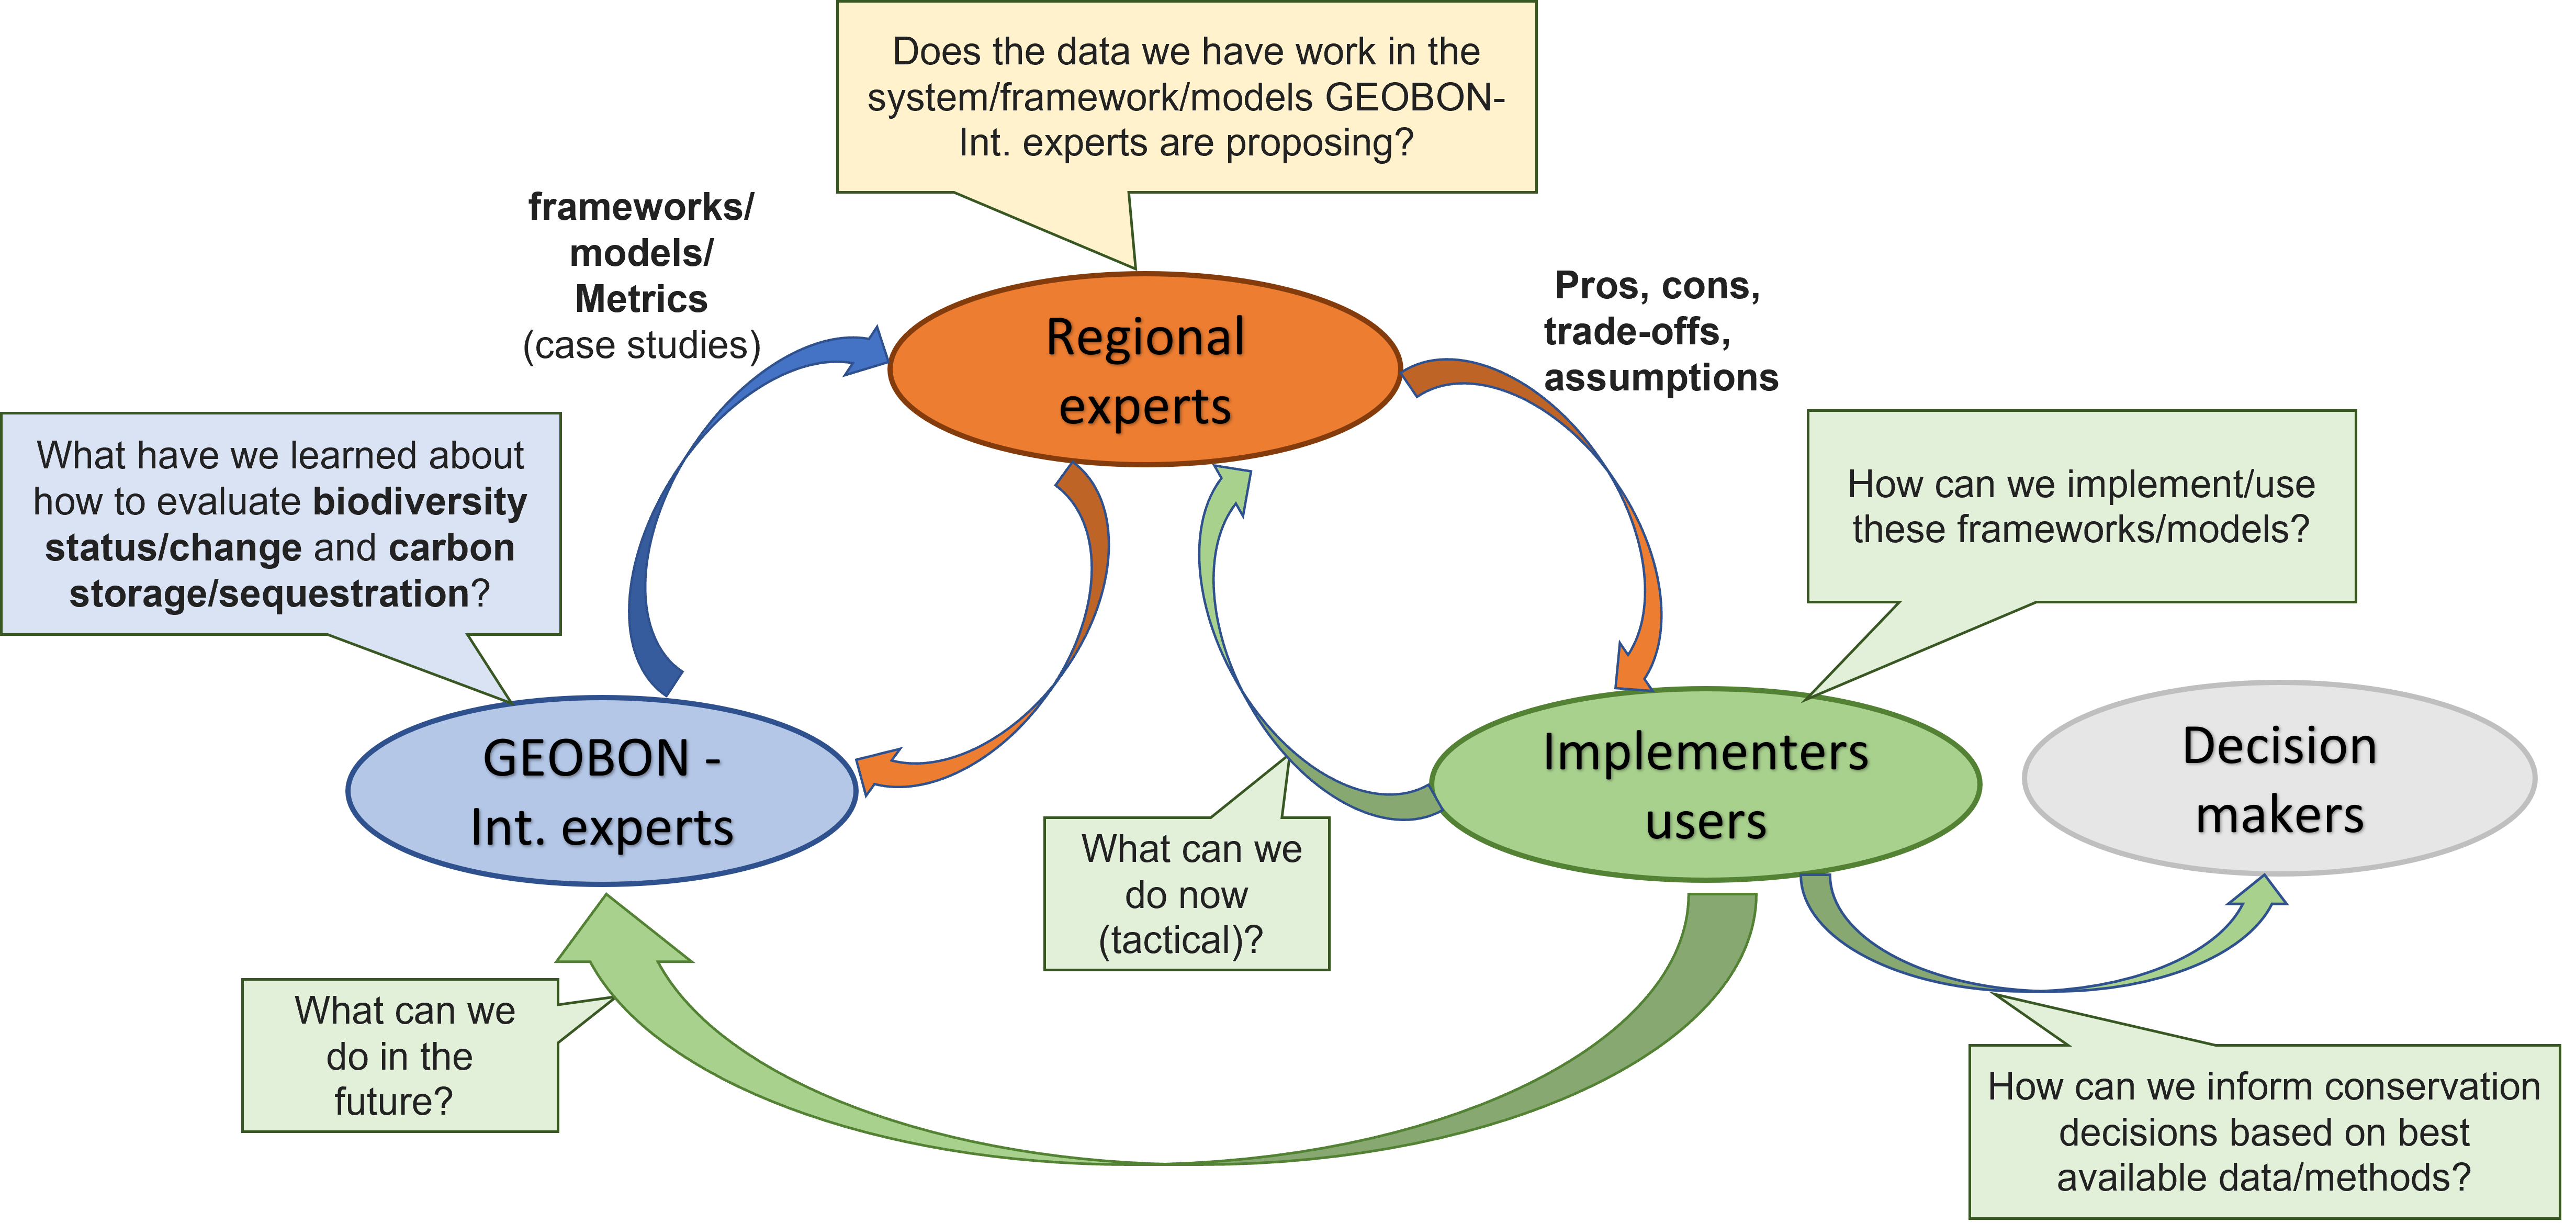 Does the data we have work in the
system/framework/models GEOBON-
Int. experts are proposing?
frameworks/
models/
Metrics
(case studies)
Pros, cons,
trade-offs,
assumptions
Regional
experts
What have we learned about
how to evaluate biodiversity
status/change and carbon
storage/sequestration?
How can we implement/use
these frameworks/models?
GEOBON -
Int. experts
Implementers
users
Decision
makers
What can we
do now
(tactical)?
What can we
do in the
future?
How can we inform conservation
decisions based on best
available data/methods?